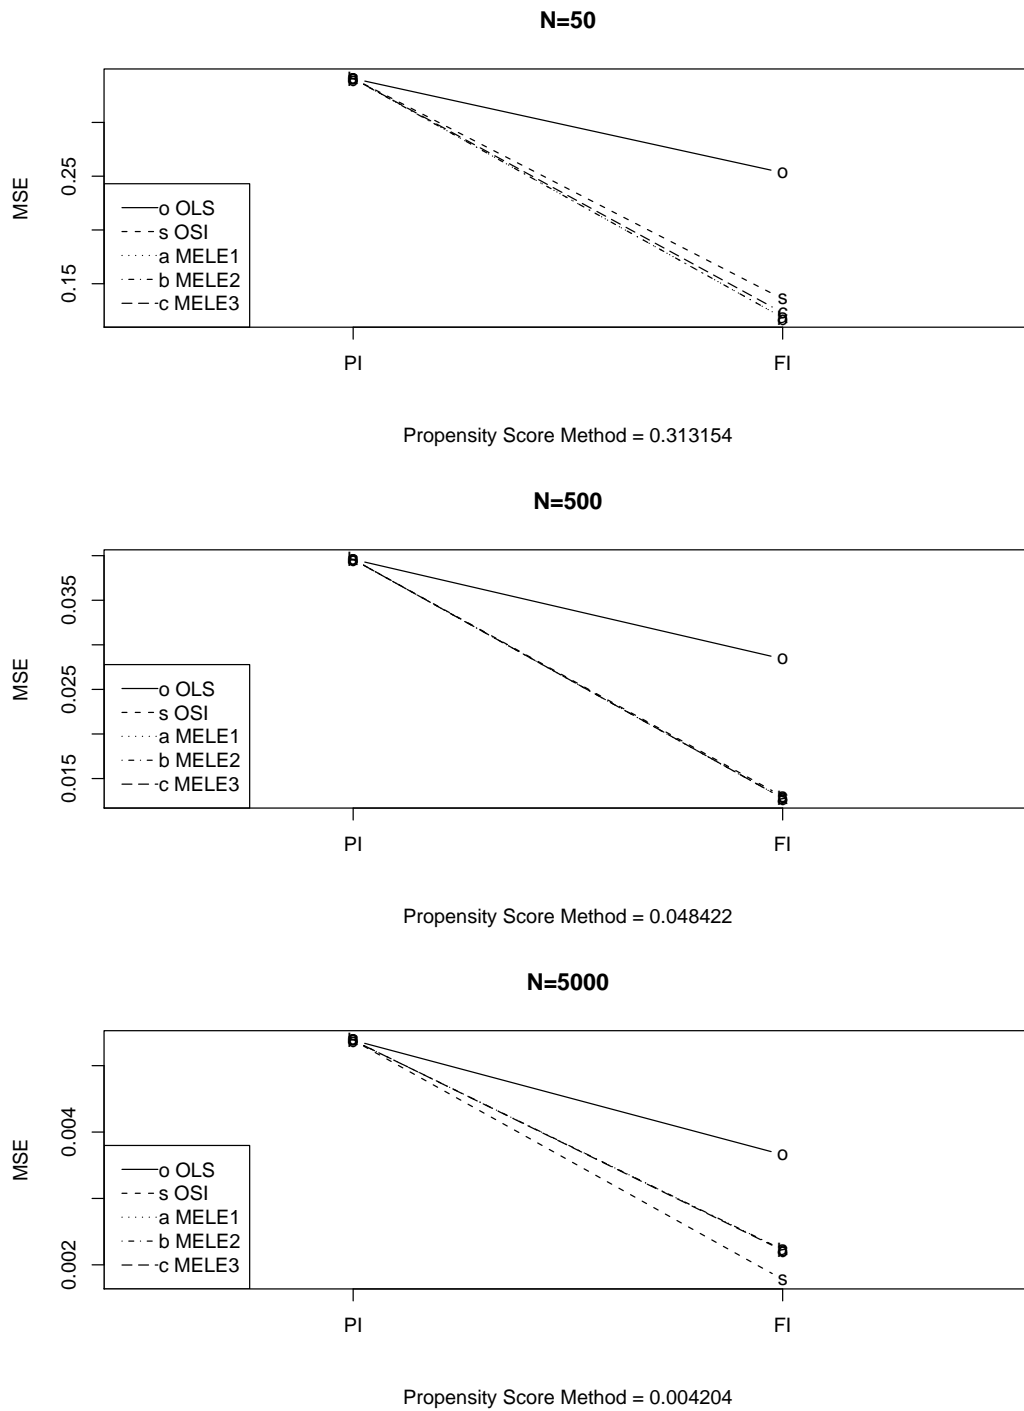 N=50
MSE
0.25
0.15
o OLS
s OSI
a MELE1
b MELE2
c MELE3
s
c
o
PI
FI
Propensity Score Method = 0.313154
N=500
MSE
0.035
0.025
0.015
o OLS
s OSI
a MELE1
b MELE2
c MELE3
o
PI
FI
Propensity Score Method = 0.048422
N=5000
MSE
0.004
0.002
o OLS
s OSI
a MELE1
b MELE2
c MELE3
o
s
PI
FI
Propensity Score Method = 0.004204